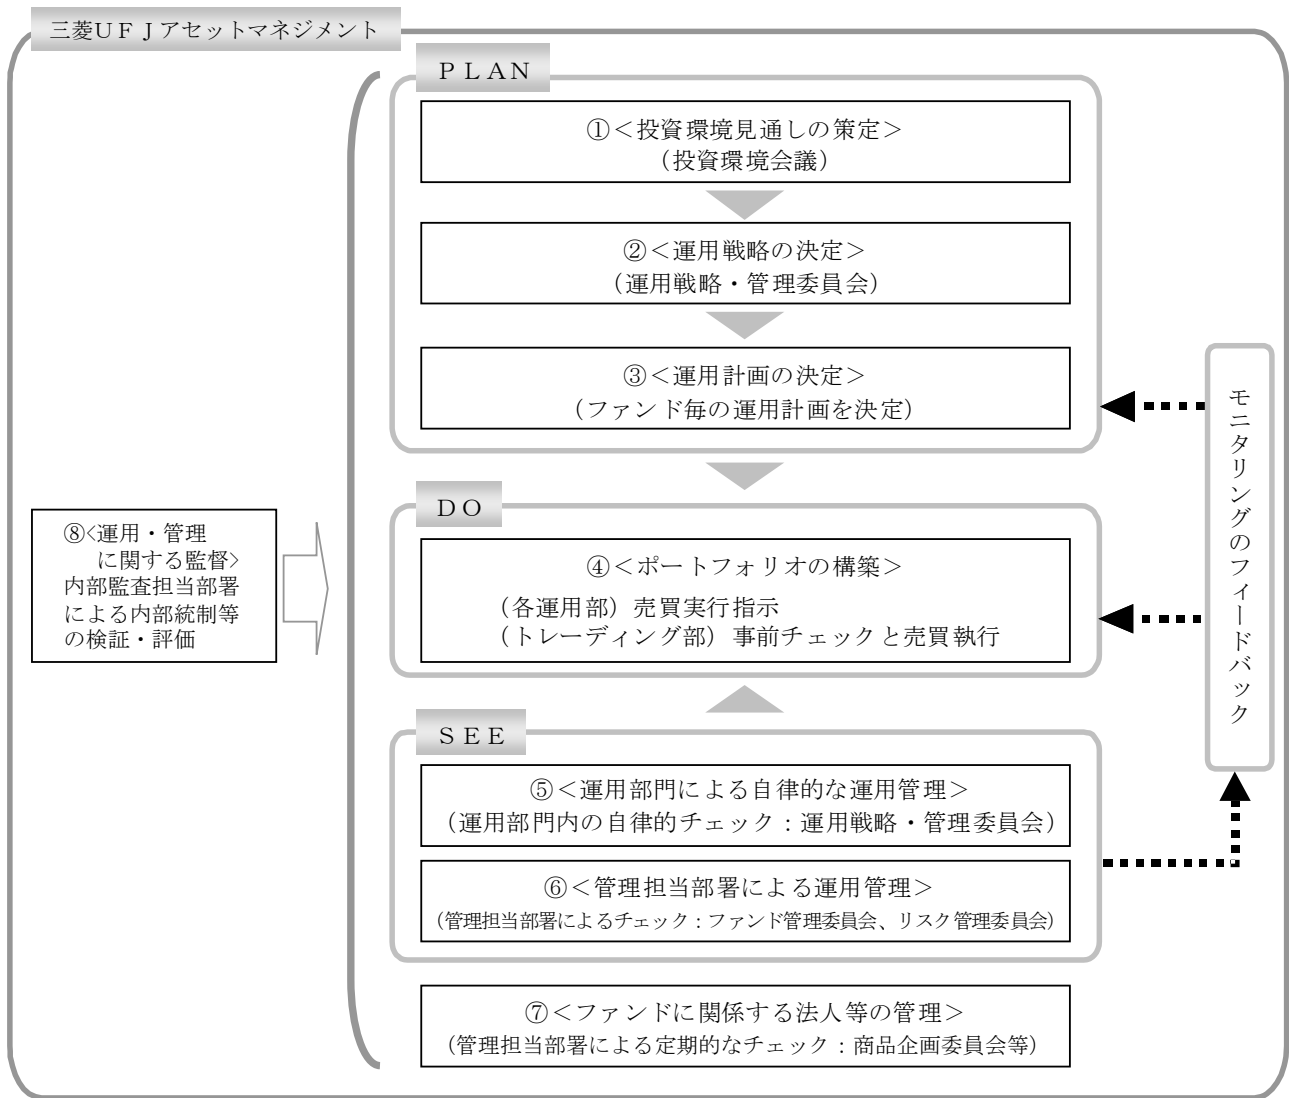 三菱ＵＦＪアセットマネジメント
ＰＬＡＮ
①＜投資環境見通しの策定＞
（投資環境会議）
②＜運用戦略の決定＞
（運用戦略・管理委員会）
③＜運用計画の決定＞
（ファンド毎の運用計画を決定）
ＤＯ
④＜ポートフォリオの構築＞
（各運用部）売買実行指示
（トレーディング部）事前チェックと売買執行
ＳＥＥ
⑤＜運用部門による自律的な運用管理＞
（運用部門内の自律的チェック：運用戦略・管理委員会）
⑥＜管理担当部署による運用管理＞
（管理担当部署によるチェック：ファンド管理委員会、リスク管理委員会）
⑦＜ファンドに関係する法人等の管理＞
（管理担当部署による定期的なチェック：商品企画委員会等）
⑧<運用・管理
に関する監督>
内部監査担当部署
による内部統制等
の検証・評価
モニタリングのフィードバック